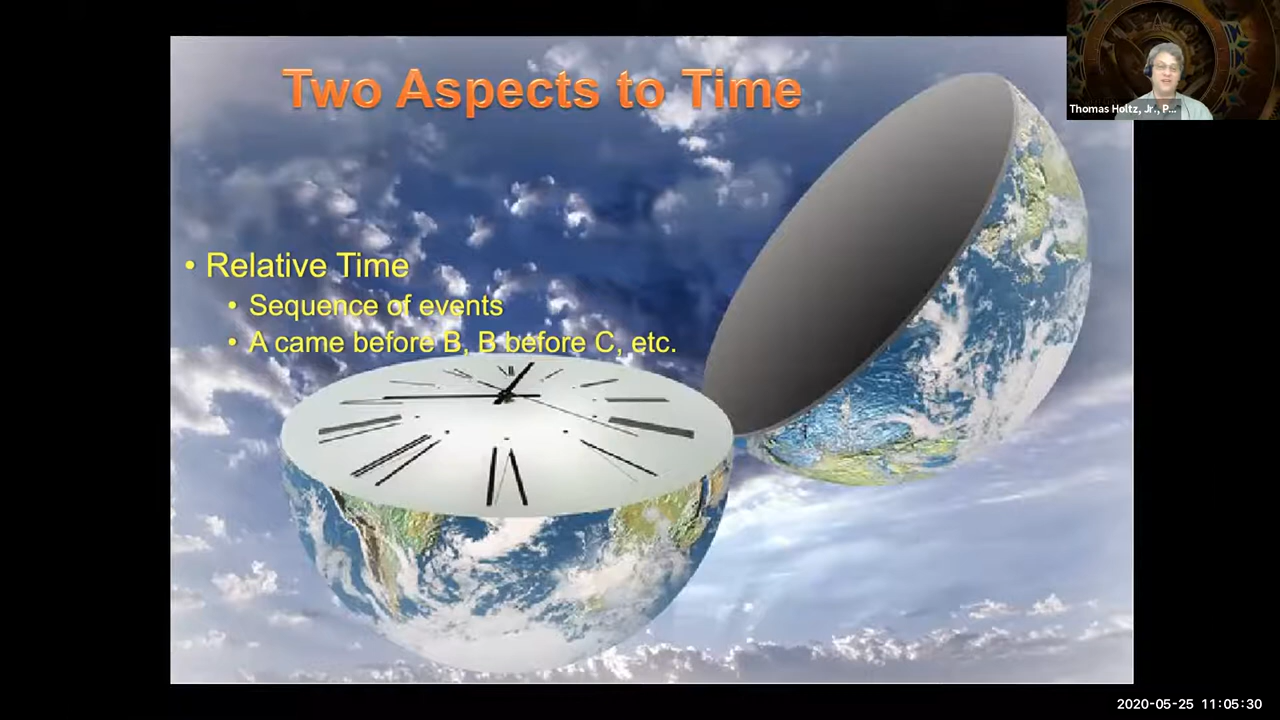 Two Aspects to Time
Thomas Holtz, Jr., P...
• Relative Time
• Sequence of events
• A came before B, B before C, etc.
2020-05-25 11:05:30